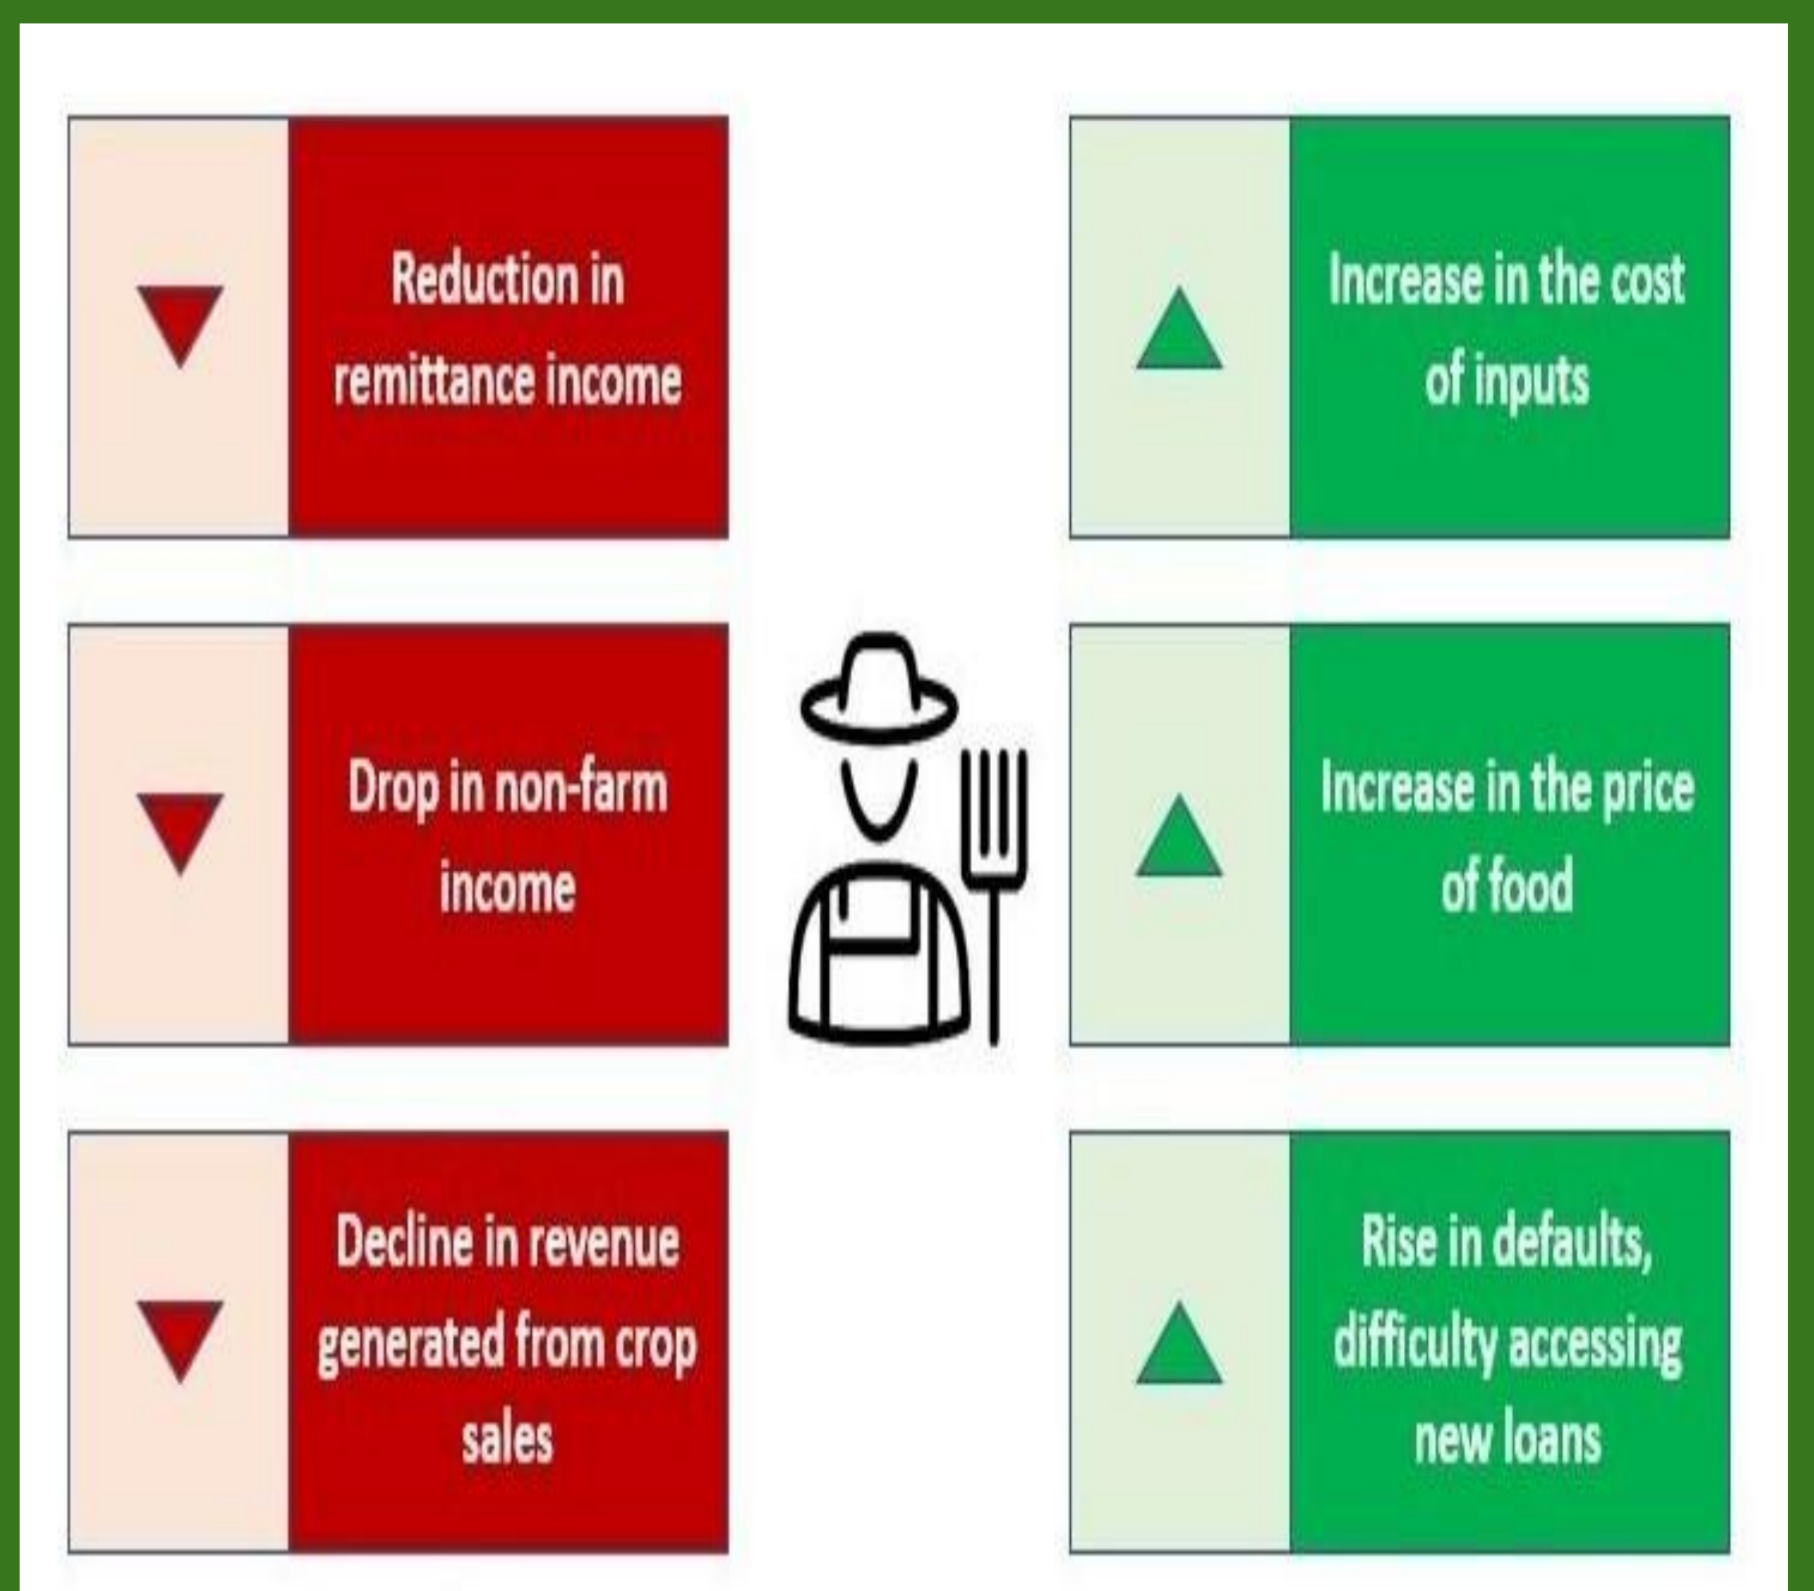 Reduction in
remittance income
Drop in non-farm
income
Decline in revenue
generated from crop
sales
Increase in the cost
of inputs
Increase in the price
of food
Rise in defaults,
difficulty accessing
new loans